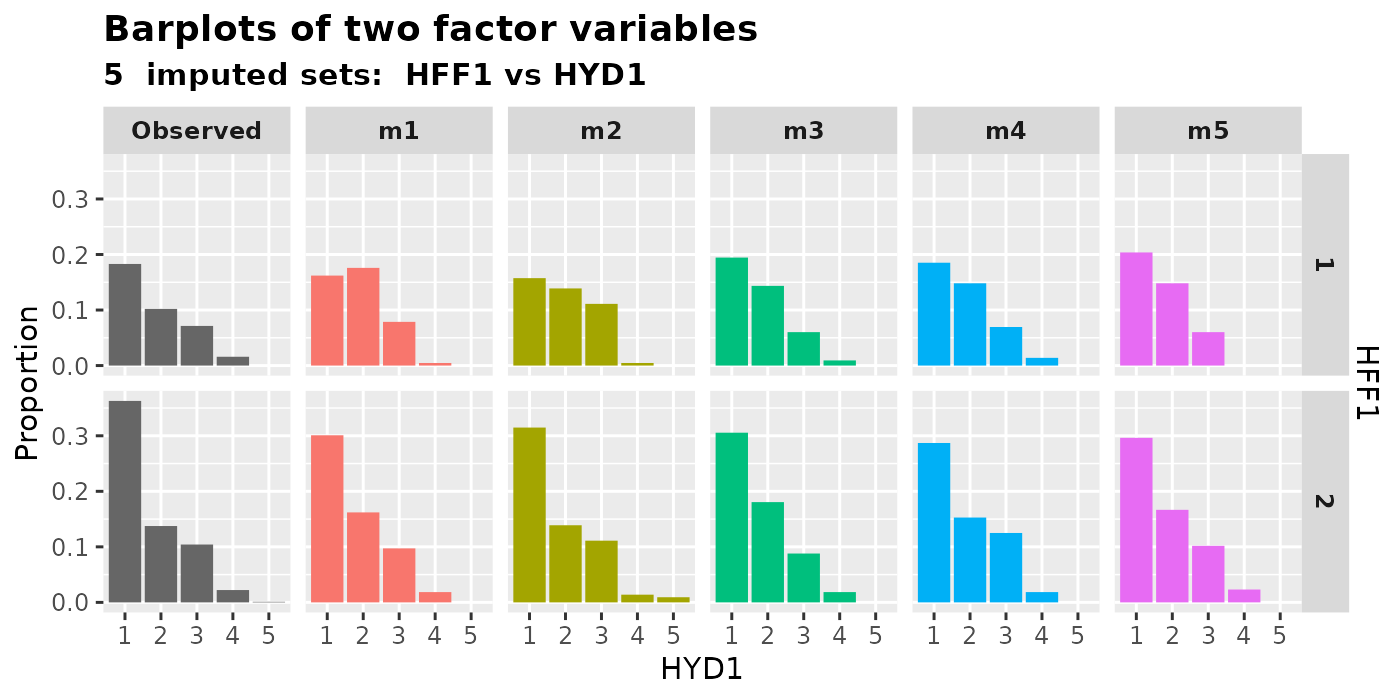 Barplots of two factor variables
5  imputed sets:  HFF1 vs HYD1
Observed m1 m2 m3 m4 m5
0.3
0.2
0.1
0.0
1
0.3
0.2
0.1
0.0
2
Proportion
HFF1
1 2 3 4 5 1 2 3 4 5 1 2 3 4 5 1 2 3 4 5 1 2 3 4 5 1 2 3 4 5
HYD1